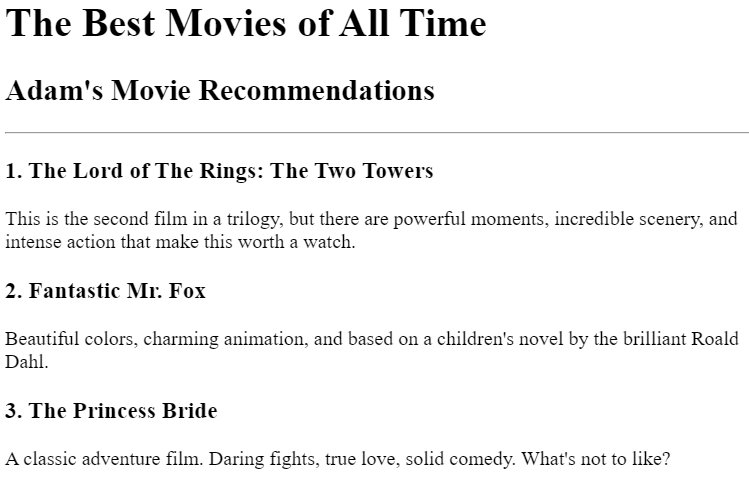 The Best Movies of All Time
Adam's Movie Recommendations
1. The Lord of The Rings: The Two Towers
This is the second film in a trilogy, but there are powerful moments, incredible scenery, and
intense action that make this worth a watch.
2. Fantastic Mr. Fox
Beautiful colors, charming animation, and based on a children's novel by the brilliant Roald
Dahl.
3. The Princess Bride
A classic adventure film. Daring fights, true love, solid comedy. What's not to like?